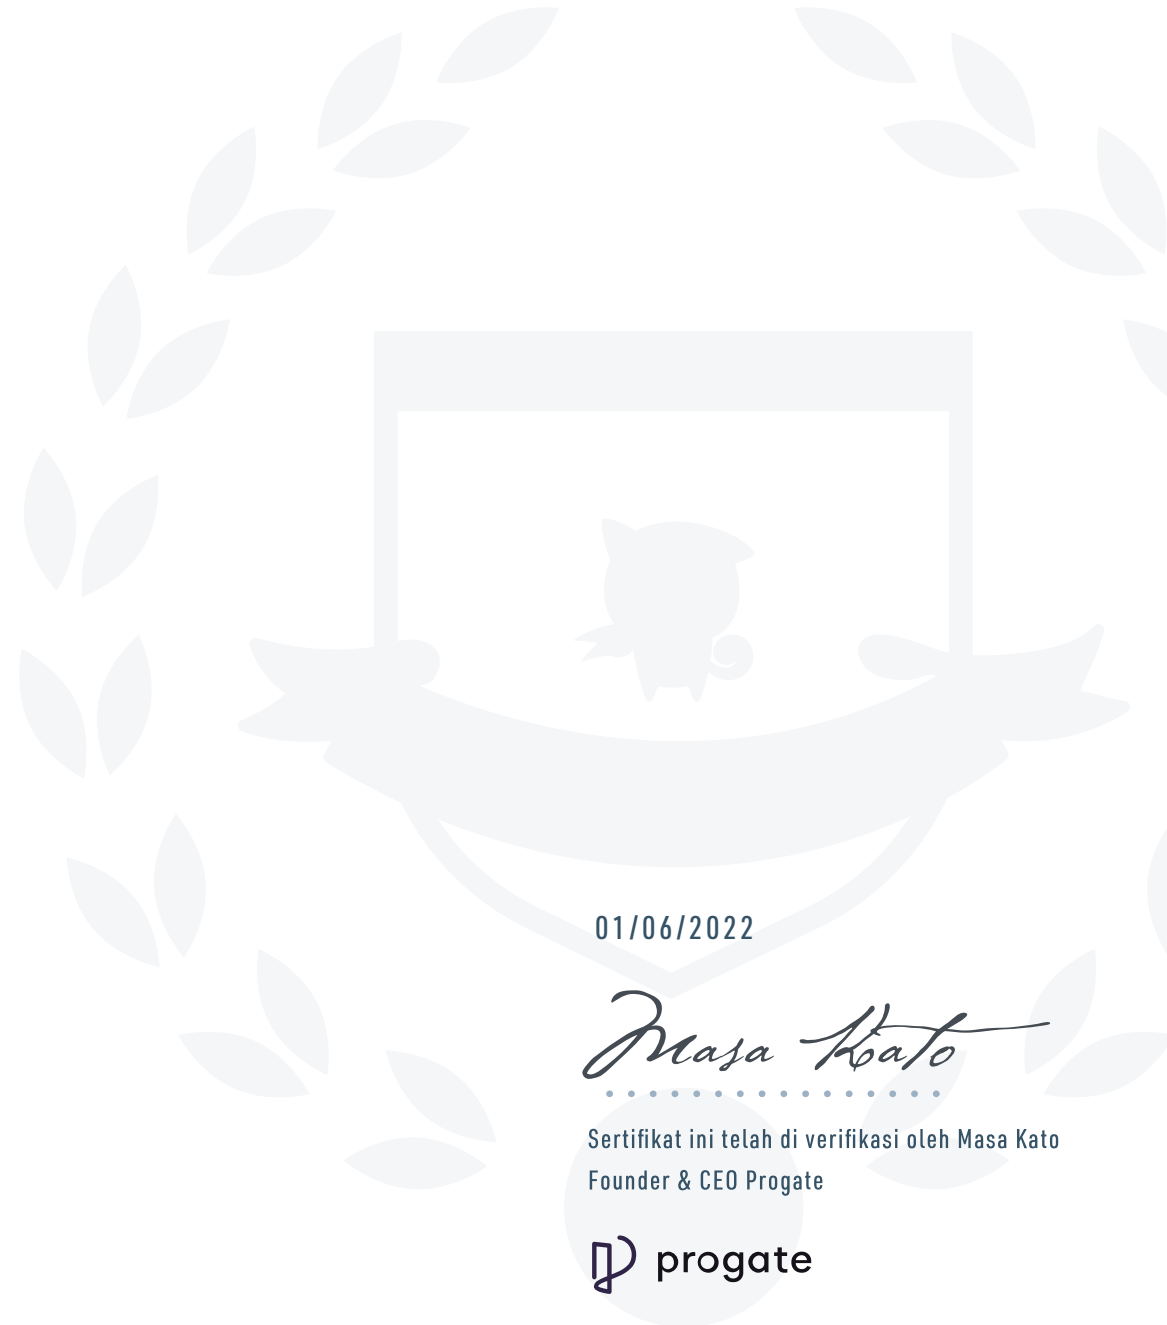 01/06/2022
Masa Kato
Sertifikat ini telah di verifikasi oleh Masa Kato
Founder & CEO Progate
progate